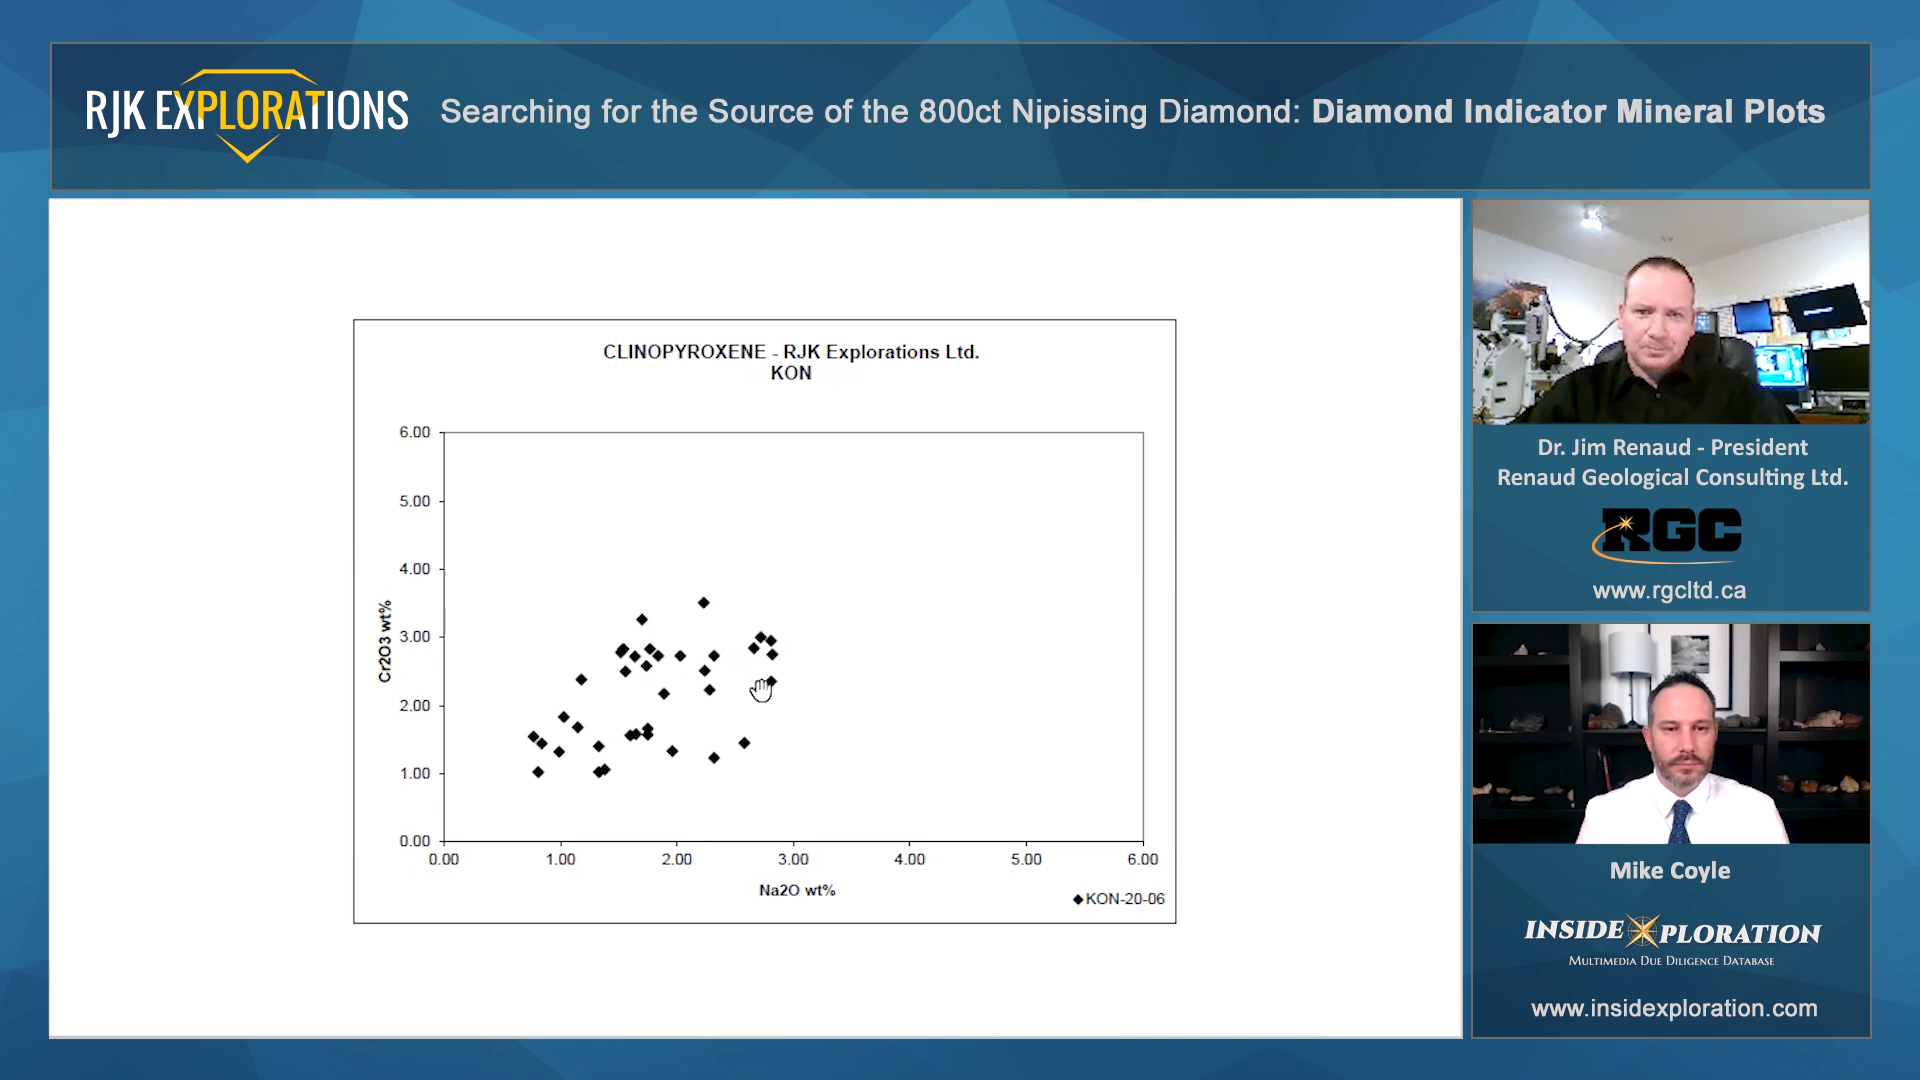 RJK EXPLORATIONS
Searching for the Source of the 800ct Nipissing Diamond: Diamond Indicator Mineral Plots
CLINOPYROXENE - RJK Explorations Ltd.
KON
6.00
5.00
4.00
3.00
2.00
1.00
0.00
Cr2O3 wt%
0.00 1.00 2.00 3.00 4.00 5.00 6.00
Na2O wt%
KON-20-06
Dr. Jim Renaud - President
Renaud Geological Consulting Ltd.
RGC
www.rgcltd.ca
Mike Coyle
INSIDEXPLORATION
MULTIMEDIA DUE DILIGENCE DATABASE
www.insidexploration.com